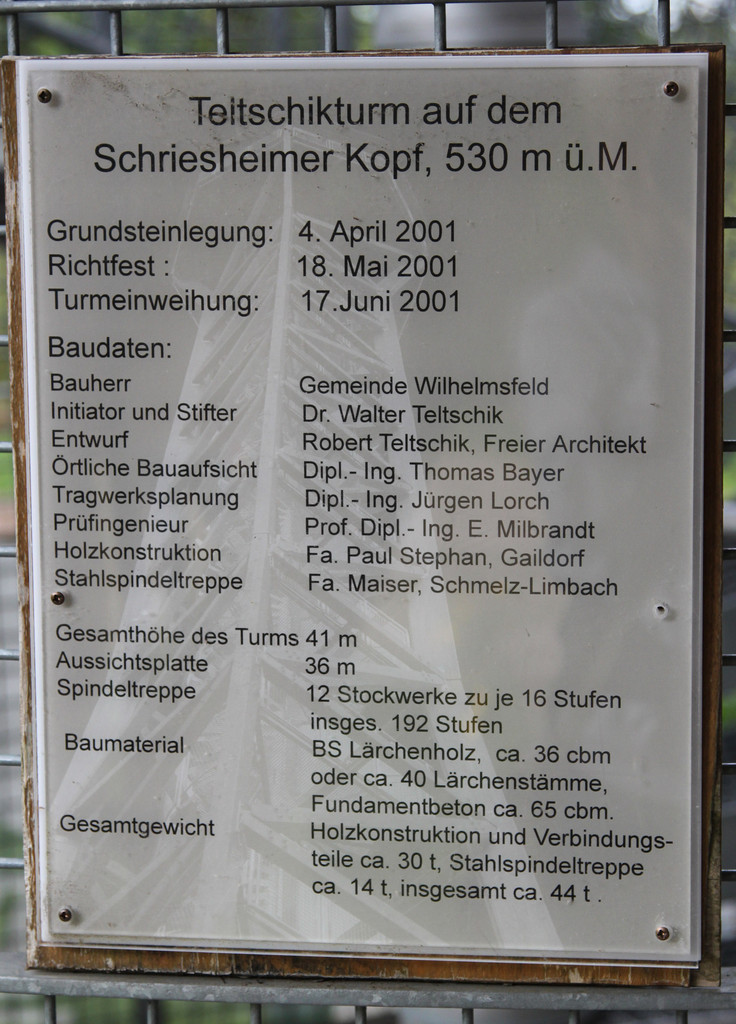 Teltschikturm auf dem
Schriesheimer Kopf, 530 m ü.M.
Grundsteinlegung: 4. April 2001
Richtfest : 18. Mai 2001
Turmeinweihung: 17.Juni 2001
Baudaten:
Bauherr Gemeinde Wilhelmsfeld
Initiator und Stifter Dr. Walter Teltschik
Entwurf Robert Teltschik, Freier Architekt
Örtliche Bauaufsicht Dipl.- Ing. Thomas Bayer
Tragwerksplanung Dipl.- Ing. Jürgen Lorch
Prüfingenieur Prof. Dipl.- Ing. E. Milbrandt
Holzkonstruktion Fa. Paul Stephan, Gaildorf
Stahlspindeltreppe Fa. Maiser, Schmelz-Limbach
Gesamthöhe des Turms 41 m
Aussichtsplatte 36 m
Spindeltreppe 12 Stockwerke zu je 16 Stufen
insges. 192 Stufen
Baumaterial BS Lärchenholz, ca. 36 cbm
oder ca. 40 Lärchenstämme,
Fundamentbeton ca. 65 cbm.
Gesamtgewicht Holzkonstruktion und Verbindungs-
teile ca. 30 t, Stahlspindeltreppe
ca. 14 t, insgesamt ca. 44 t .